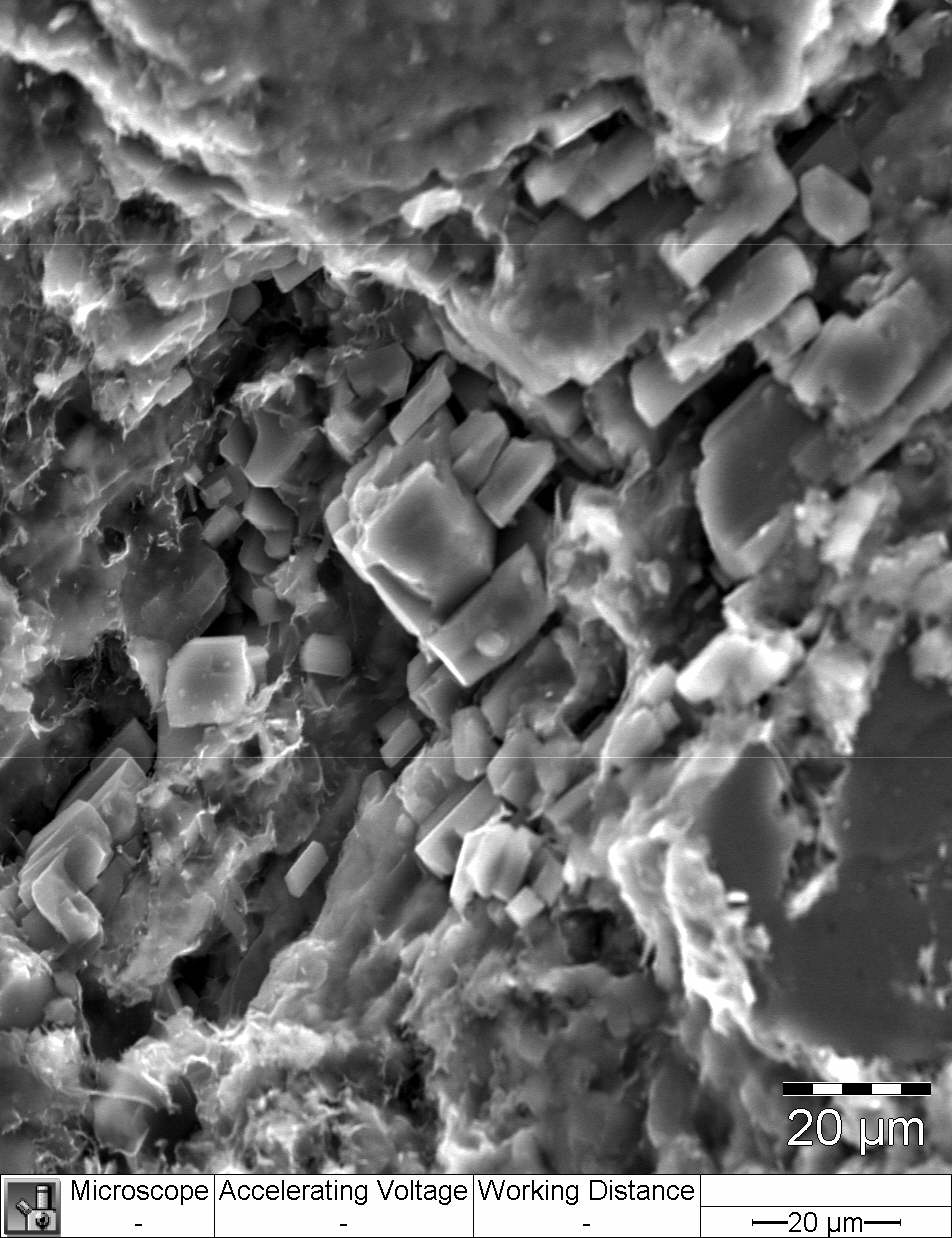 20 µm
Microscope Accelerating Voltage Working Distance
- - -
20 µm